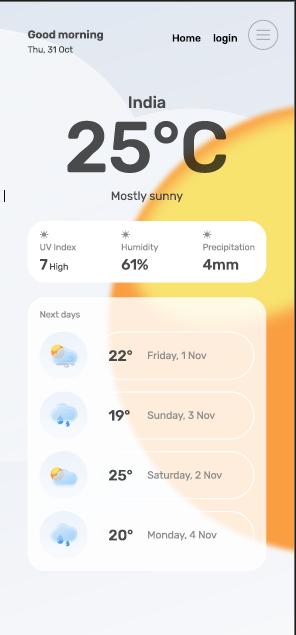 Good morning
Thu, 31 Oct
Home login
India
25°C
Mostly sunny
UV Index Humidity Precipitation
7 High 61% 4mm
Next days
22° Friday, 1 Nov
19° Sunday, 3 Nov
25° Saturday, 2 Nov
20° Monday, 4 Nov